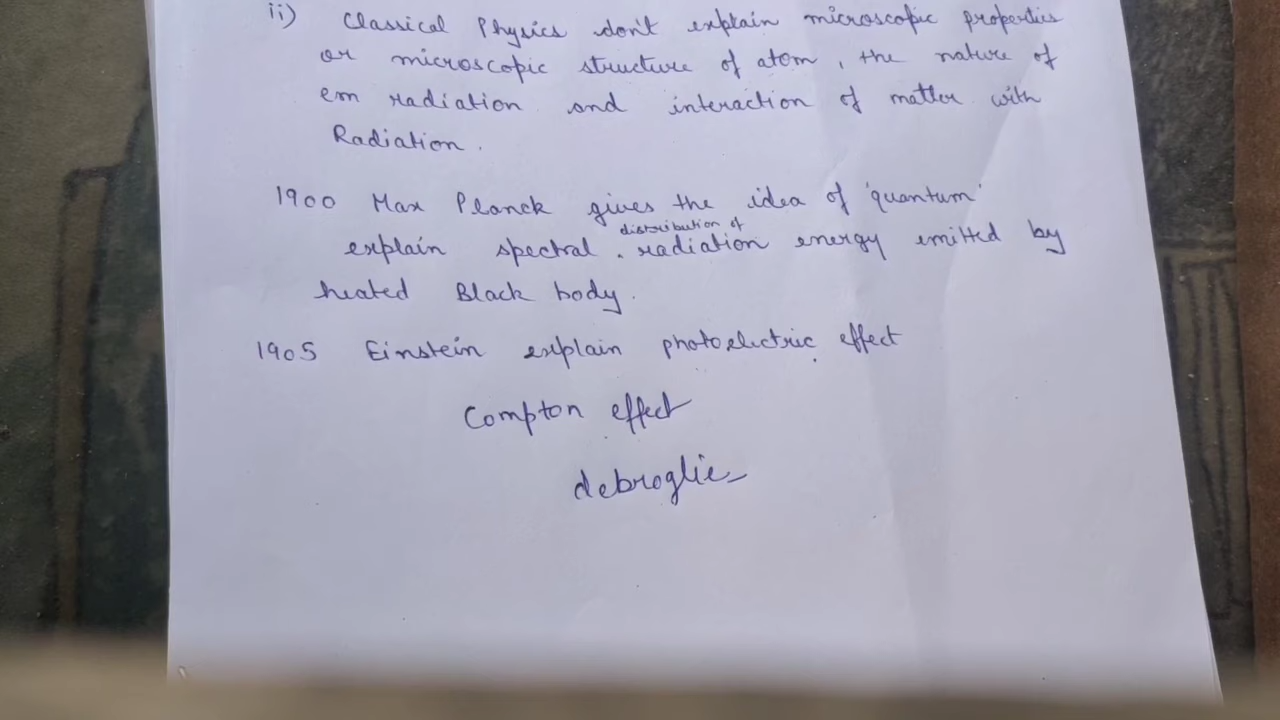 ii) Classical Physics don't explain microscopic properties
or microscopic structure of atom, the nature of
em radiation and interaction of matter with
Radiation.
1900 Max Planck gives the idea of 'quantum'
distribution of
explain spectral . radiation energy emitted by
heated Black body.
1905 Einstein explain photoelectric effect
Compton effect
debroglie